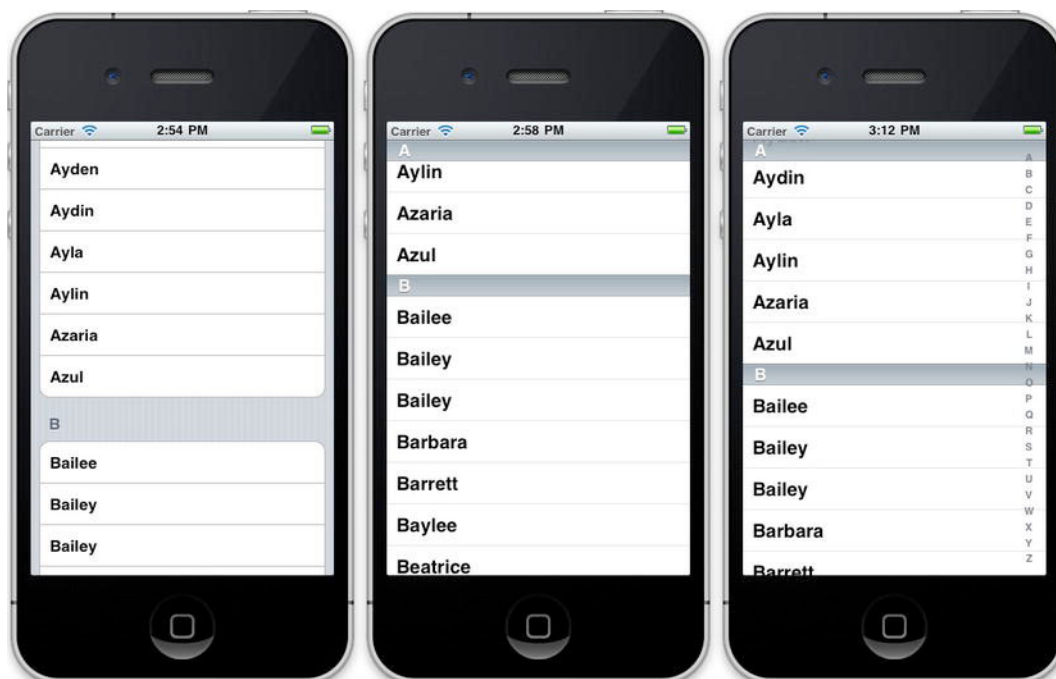 Carrier 2:54 PM
Ayden
Aydin
Ayla
Aylin
Azaria
Azul
B
Bailee
Bailey
Bailey
Carrier 2:58 PM
A
Aylin
Azaria
Azul
B
Bailee
Bailey
Bailey
Barbara
Barrett
Baylee
Beatrice
Carrier 3:12 PM
A
Aydin
Ayla
Aylin
Azaria
Azul
B
Bailee
Bailey
Bailey
Barbara
Barrett
A
B
C
D
E
F
G
H
I
J
K
L
M
N
O
P
Q
R
S
T
U
V
W
X
Y
Z